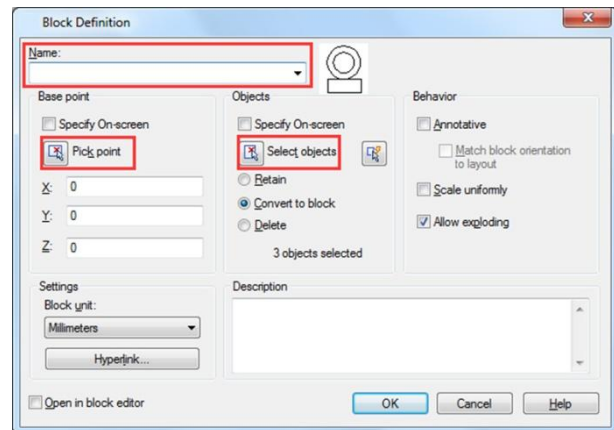 Block Definition
Name:
Base point
Specify On-screen
Pick point
X: 0
Y: 0
Z: 0
Objects
Specify On-screen
Select objects
Retain
Convert to block
Delete
3 objects selected
Behavior
Annotative
Match block orientation
to layout
Scale uniformly
Allow exploding
Settings
Block unit:
Millimeters
Hyperlink...
Description
Open in block editor
OK
Cancel
Help